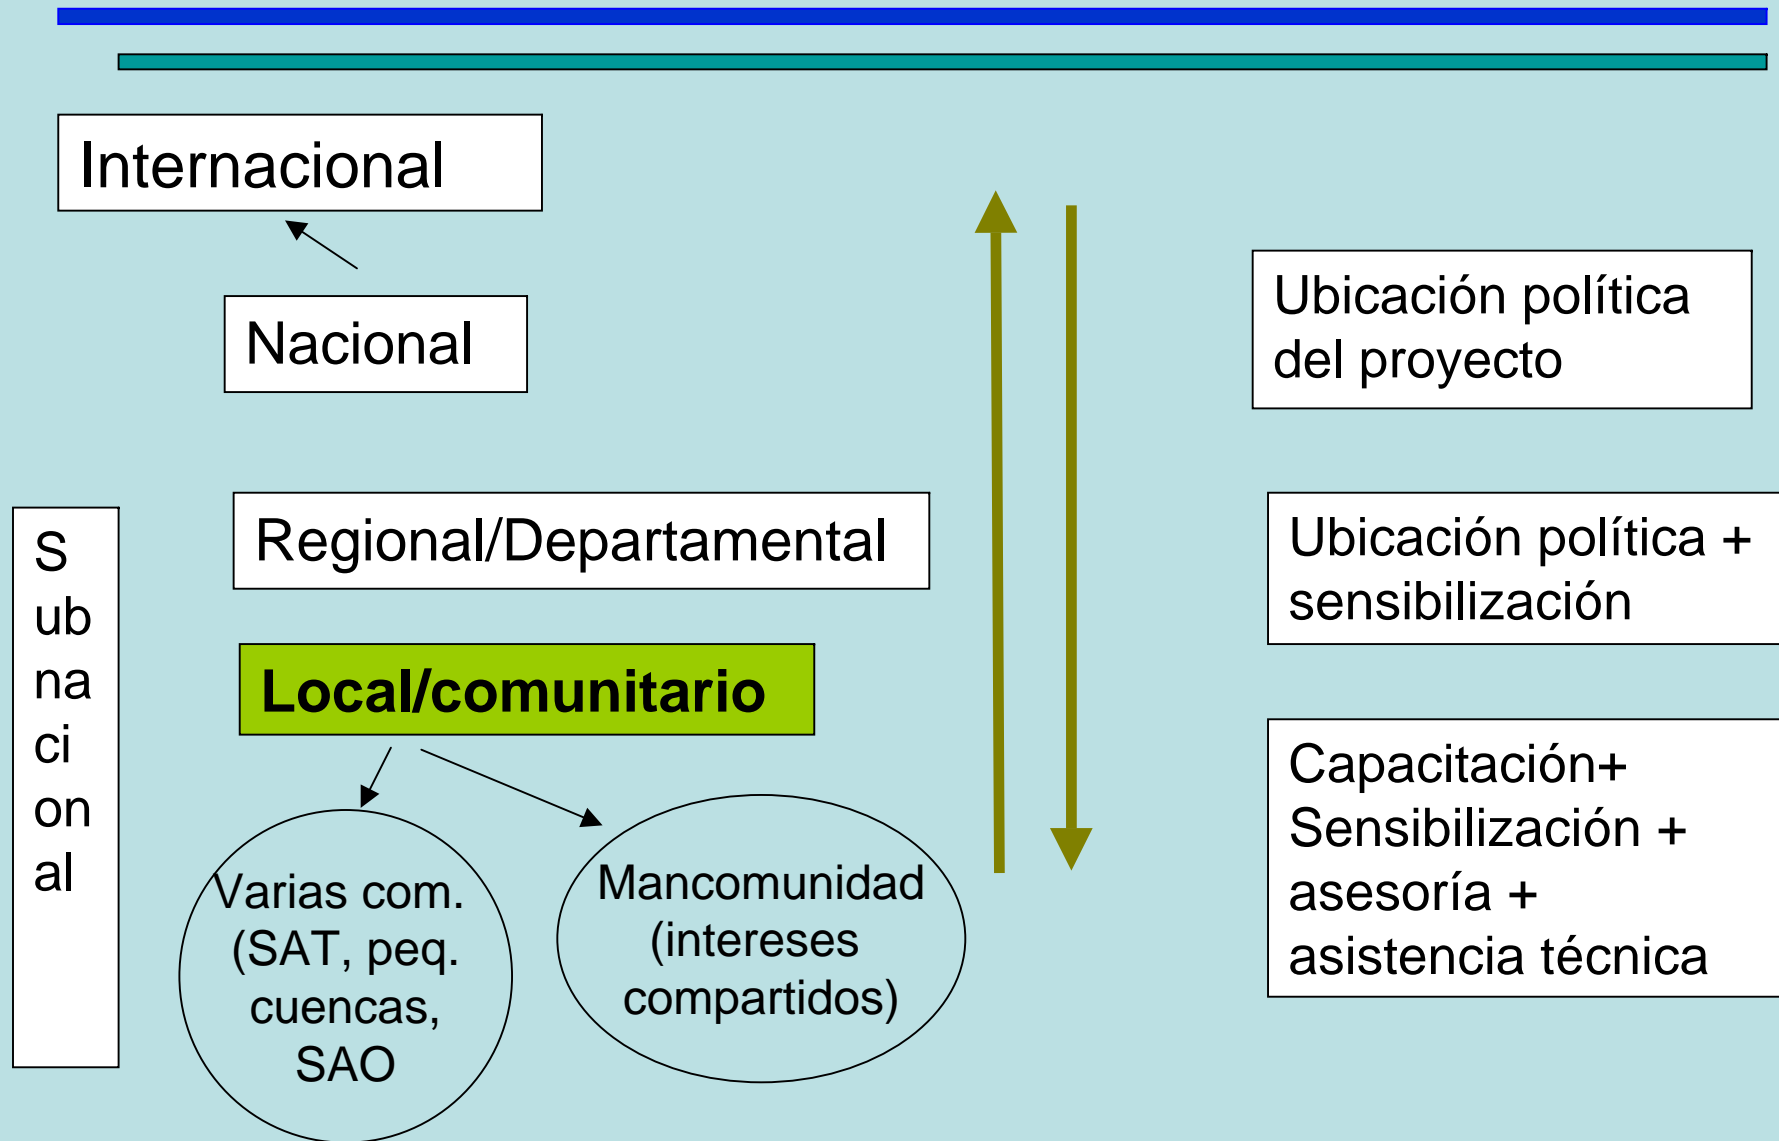 Internacional
Nacional
Ubicación política
del proyecto
S
ub
na
ci
on
al
Regional/Departamental
Ubicación política +
sensibilización
Local/comunitario
Capacitación+
Sensibilización +
asesoría +
asistencia técnica
Varias com.
(SAT, peq.
cuencas,
SAO
Mancomunidad
(intereses
compartidos)